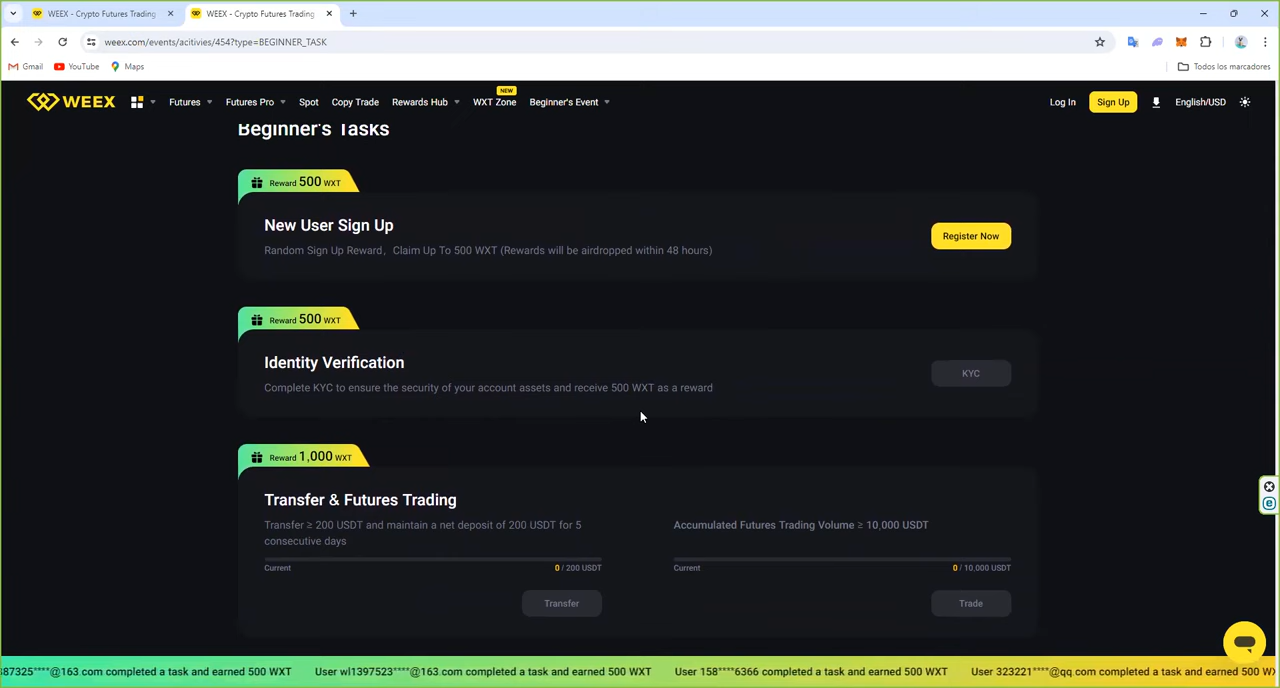 WEEX - Crypto Futures Trading
WEEX - Crypto Futures Trading
weex.com/events/acitivies/454?type=BEGINNER_TASK
Gmail
YouTube
Maps
Todos los marcadores
WEEX
Futures
Futures Pro
Spot
Copy Trade
Rewards Hub
NEW
WXT Zone
Beginner's Event
Log In
Sign Up
English/USD
Beginner's Tasks
Reward 500 WXT
New User Sign Up
Random Sign Up Reward，Claim Up To 500 WXT (Rewards will be airdropped within 48 hours)
Register Now
Reward 500 WXT
Identity Verification
Complete KYC to ensure the security of your account assets and receive 500 WXT as a reward
KYC
Reward 1,000 WXT
Transfer & Futures Trading
Transfer ≥ 200 USDT and maintain a net deposit of 200 USDT for 5
consecutive days
Current
0 / 200 USDT
Transfer
Accumulated Futures Trading Volume ≥ 10,000 USDT
Current
0 / 10,000 USDT
Trade
87325****@163.com completed a task and earned 500 WXT User wl1397523****@163.com completed a task and earned 500 WXT User 158****6366 completed a task and earned 500 WXT User 323221****@qq.com completed a task and earned 500